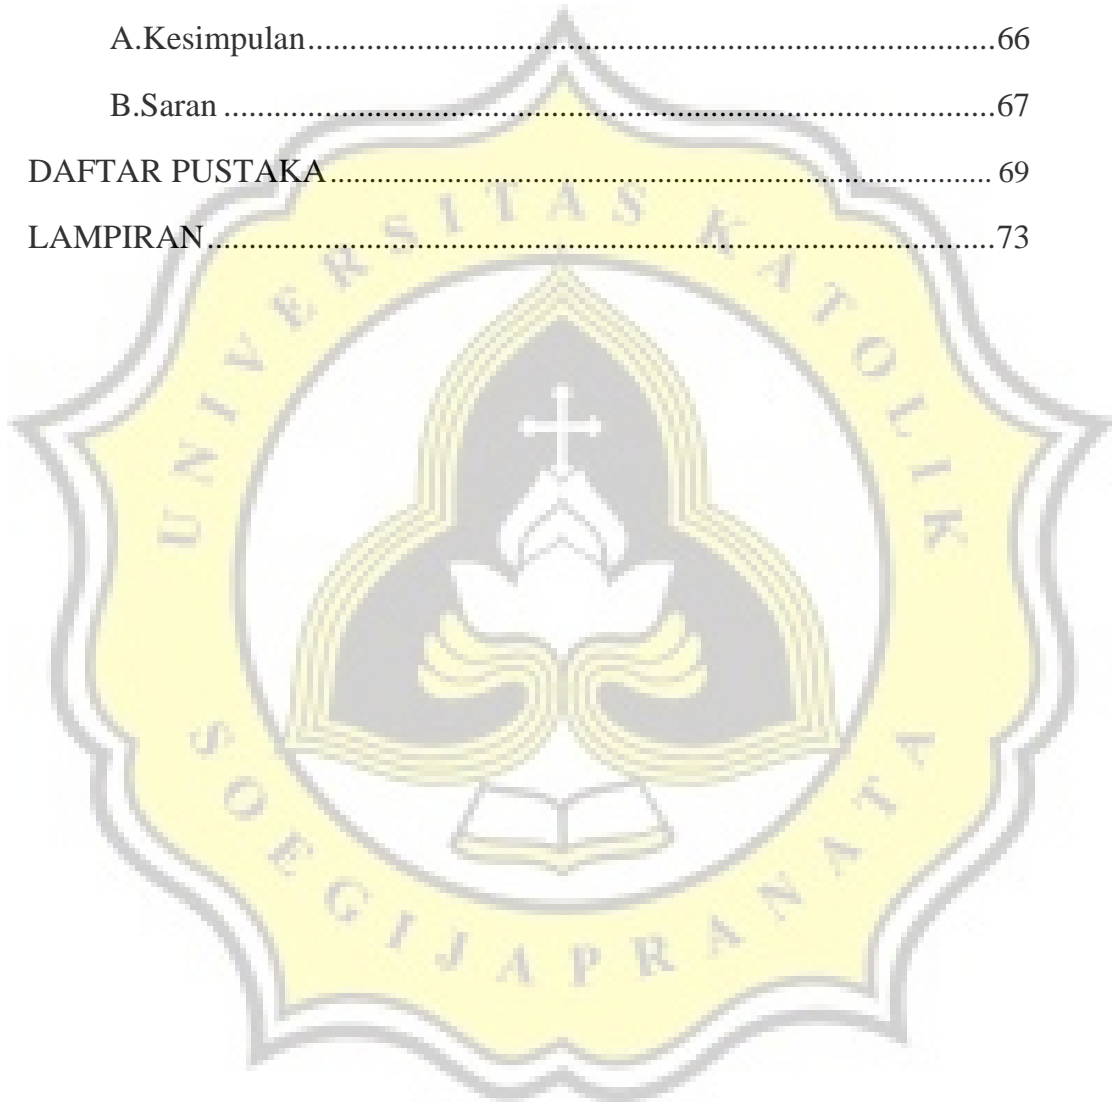 A.Kesimpulan....................................................................................66
B.Saran ..............................................................................................67
DAFTAR PUSTAKA................................................................................ 69
LAMPIRAN................................................................................................73
UNIVERSITAS KATOLIK
SOEGIJAPRANATA